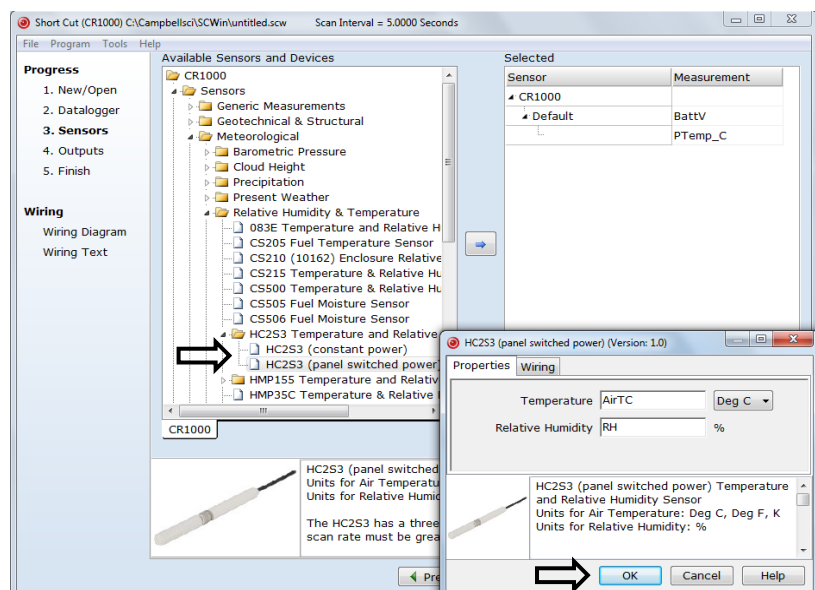 Short Cut (CR1000) C:\Campbellsci\SCWin\untitled.scw Scan Interval = 5.0000 Seconds
File Program Tools Help
Progress
1. New/Open
2. Datalogger
3. Sensors
4. Outputs
5. Finish
Wiring
Wiring Diagram
Wiring Text
Available Sensors and Devices
CR1000
Sensors
Generic Measurements
Geotechnical & Structural
Meteorological
Barometric Pressure
Cloud Height
Precipitation
Present Weather
Relative Humidity & Temperature
083E Temperature and Relative H
CS205 Fuel Temperature Sensor
CS210 (10162) Enclosure Relative
CS215 Temperature & Relative Hu
CS500 Temperature & Relative Hu
CS505 Fuel Moisture Sensor
CS506 Fuel Moisture Sensor
HC2S3 Temperature and Relative
HC2S3 (constant power)
HC2S3 (panel switched power)
HMP155 Temperature and Relativ
HMP35C Temperature & Relative
CR1000
Selected
Sensor Measurement
CR1000
Default BattV
PTemp_C
HC2S3 (panel switched
Units for Air Temperatu
Units for Relative Humid
The HC2S3 has a three
scan rate must be grea
Pre
HC2S3 (panel switched power) (Version: 1.0)
Properties Wiring
Temperature AirTC Deg C
Relative Humidity RH %
HC2S3 (panel switched power) Temperature
and Relative Humidity Sensor
Units for Air Temperature: Deg C, Deg F, K
Units for Relative Humidity: %
OK Cancel Help